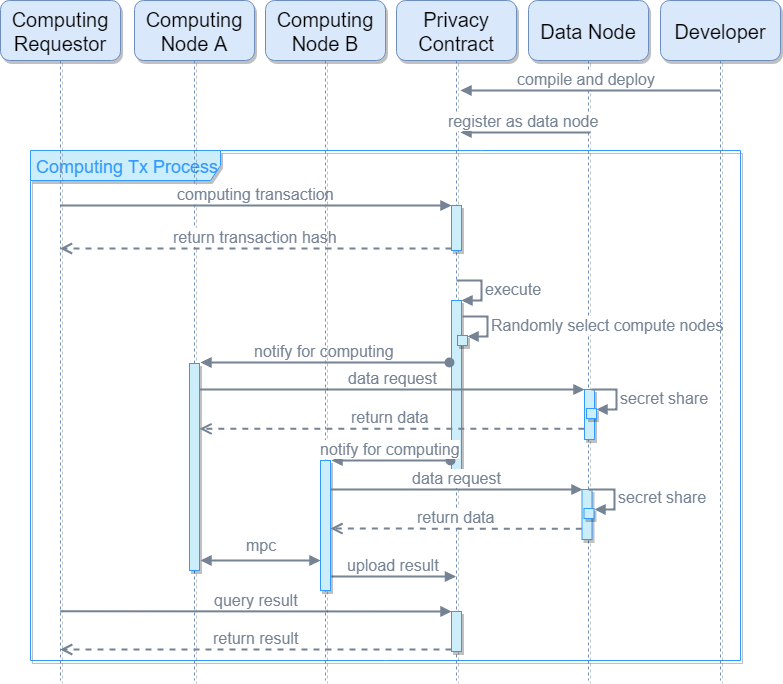 Computing
Requestor
Computing
Node A
Computing
Node B
Privacy
Contract
Data Node
Developer
compile and deploy
register as data node
Computing Tx Process
computing transaction
return transaction hash
execute
Randomly select compute nodes
notify for computing
data request
secret share
return data
notify for computing
data request
secret share
return data
mpc
upload result
query result
return result